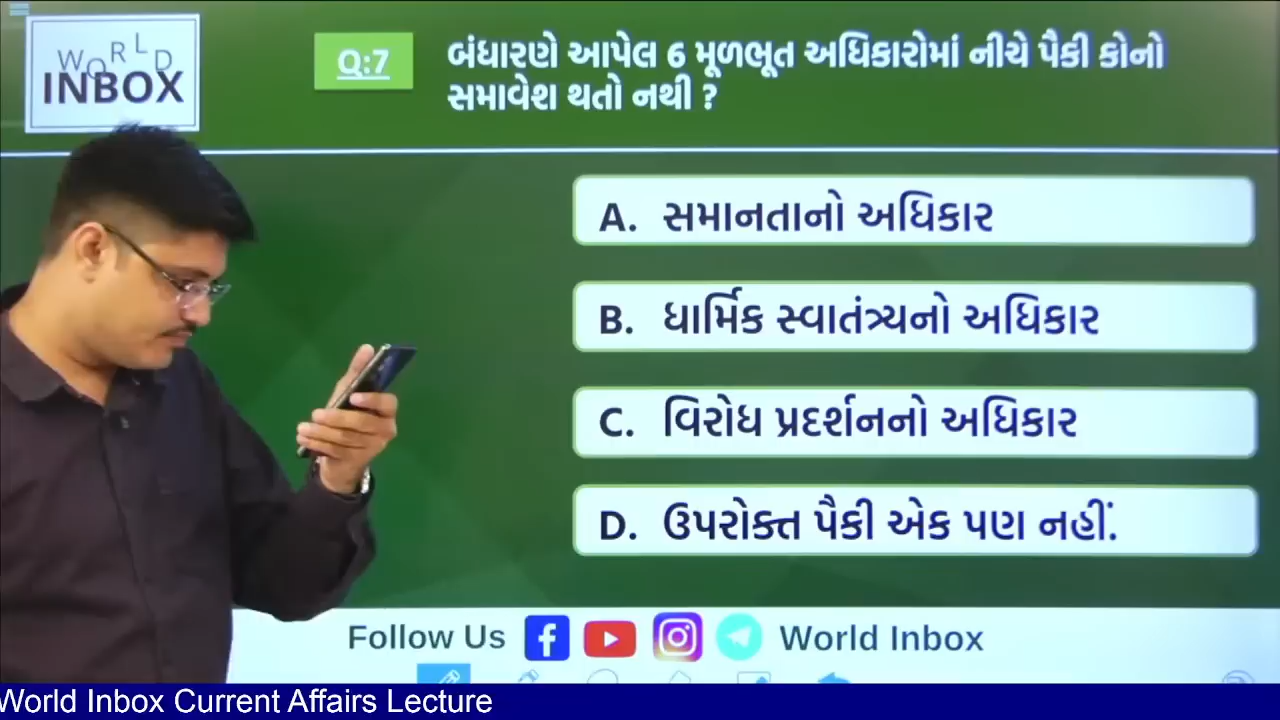 WORLD
INBOX
Q:7
બંધારણે આપેલ 6 મૂળભૂત અધિકારોમાં નીચે પૈકી કોનો
સમાવેશ થતો નથી ?
A. સમાનતાનો અધિકાર
B. ધાર્મિક સ્વાતંત્ર્યનો અધિકાર
C. વિરોધ પ્રદર્શનનો અધિકાર
D. ઉપરોક્ત પૈકી એક પણ નહીં.
Follow Us World Inbox
World Inbox Current Affairs Lecture